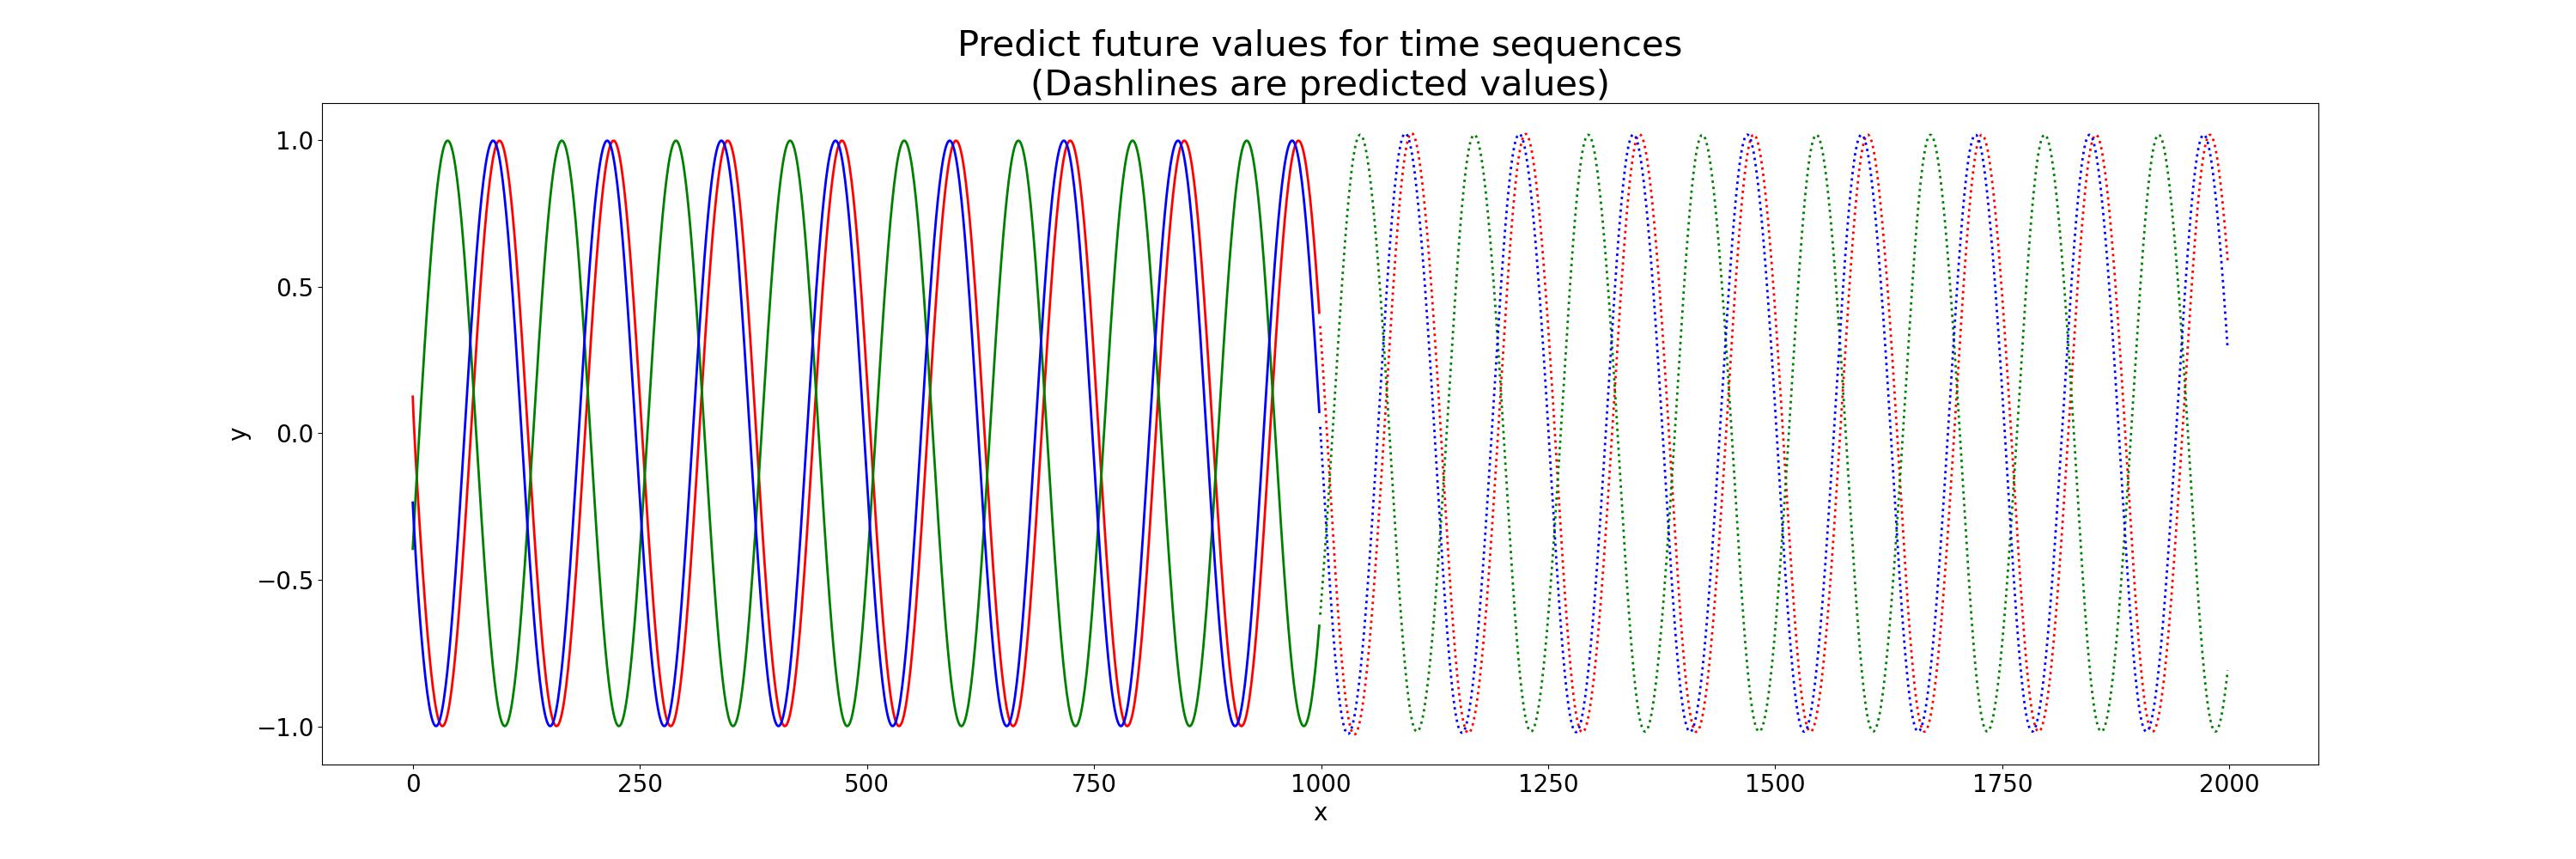 Predict future values for time sequences
(Dashlines are predicted values)
1.0
0.5
0.0
−0.5
−1.0
y
0 250 500 750 1000 1250 1500 1750 2000
x